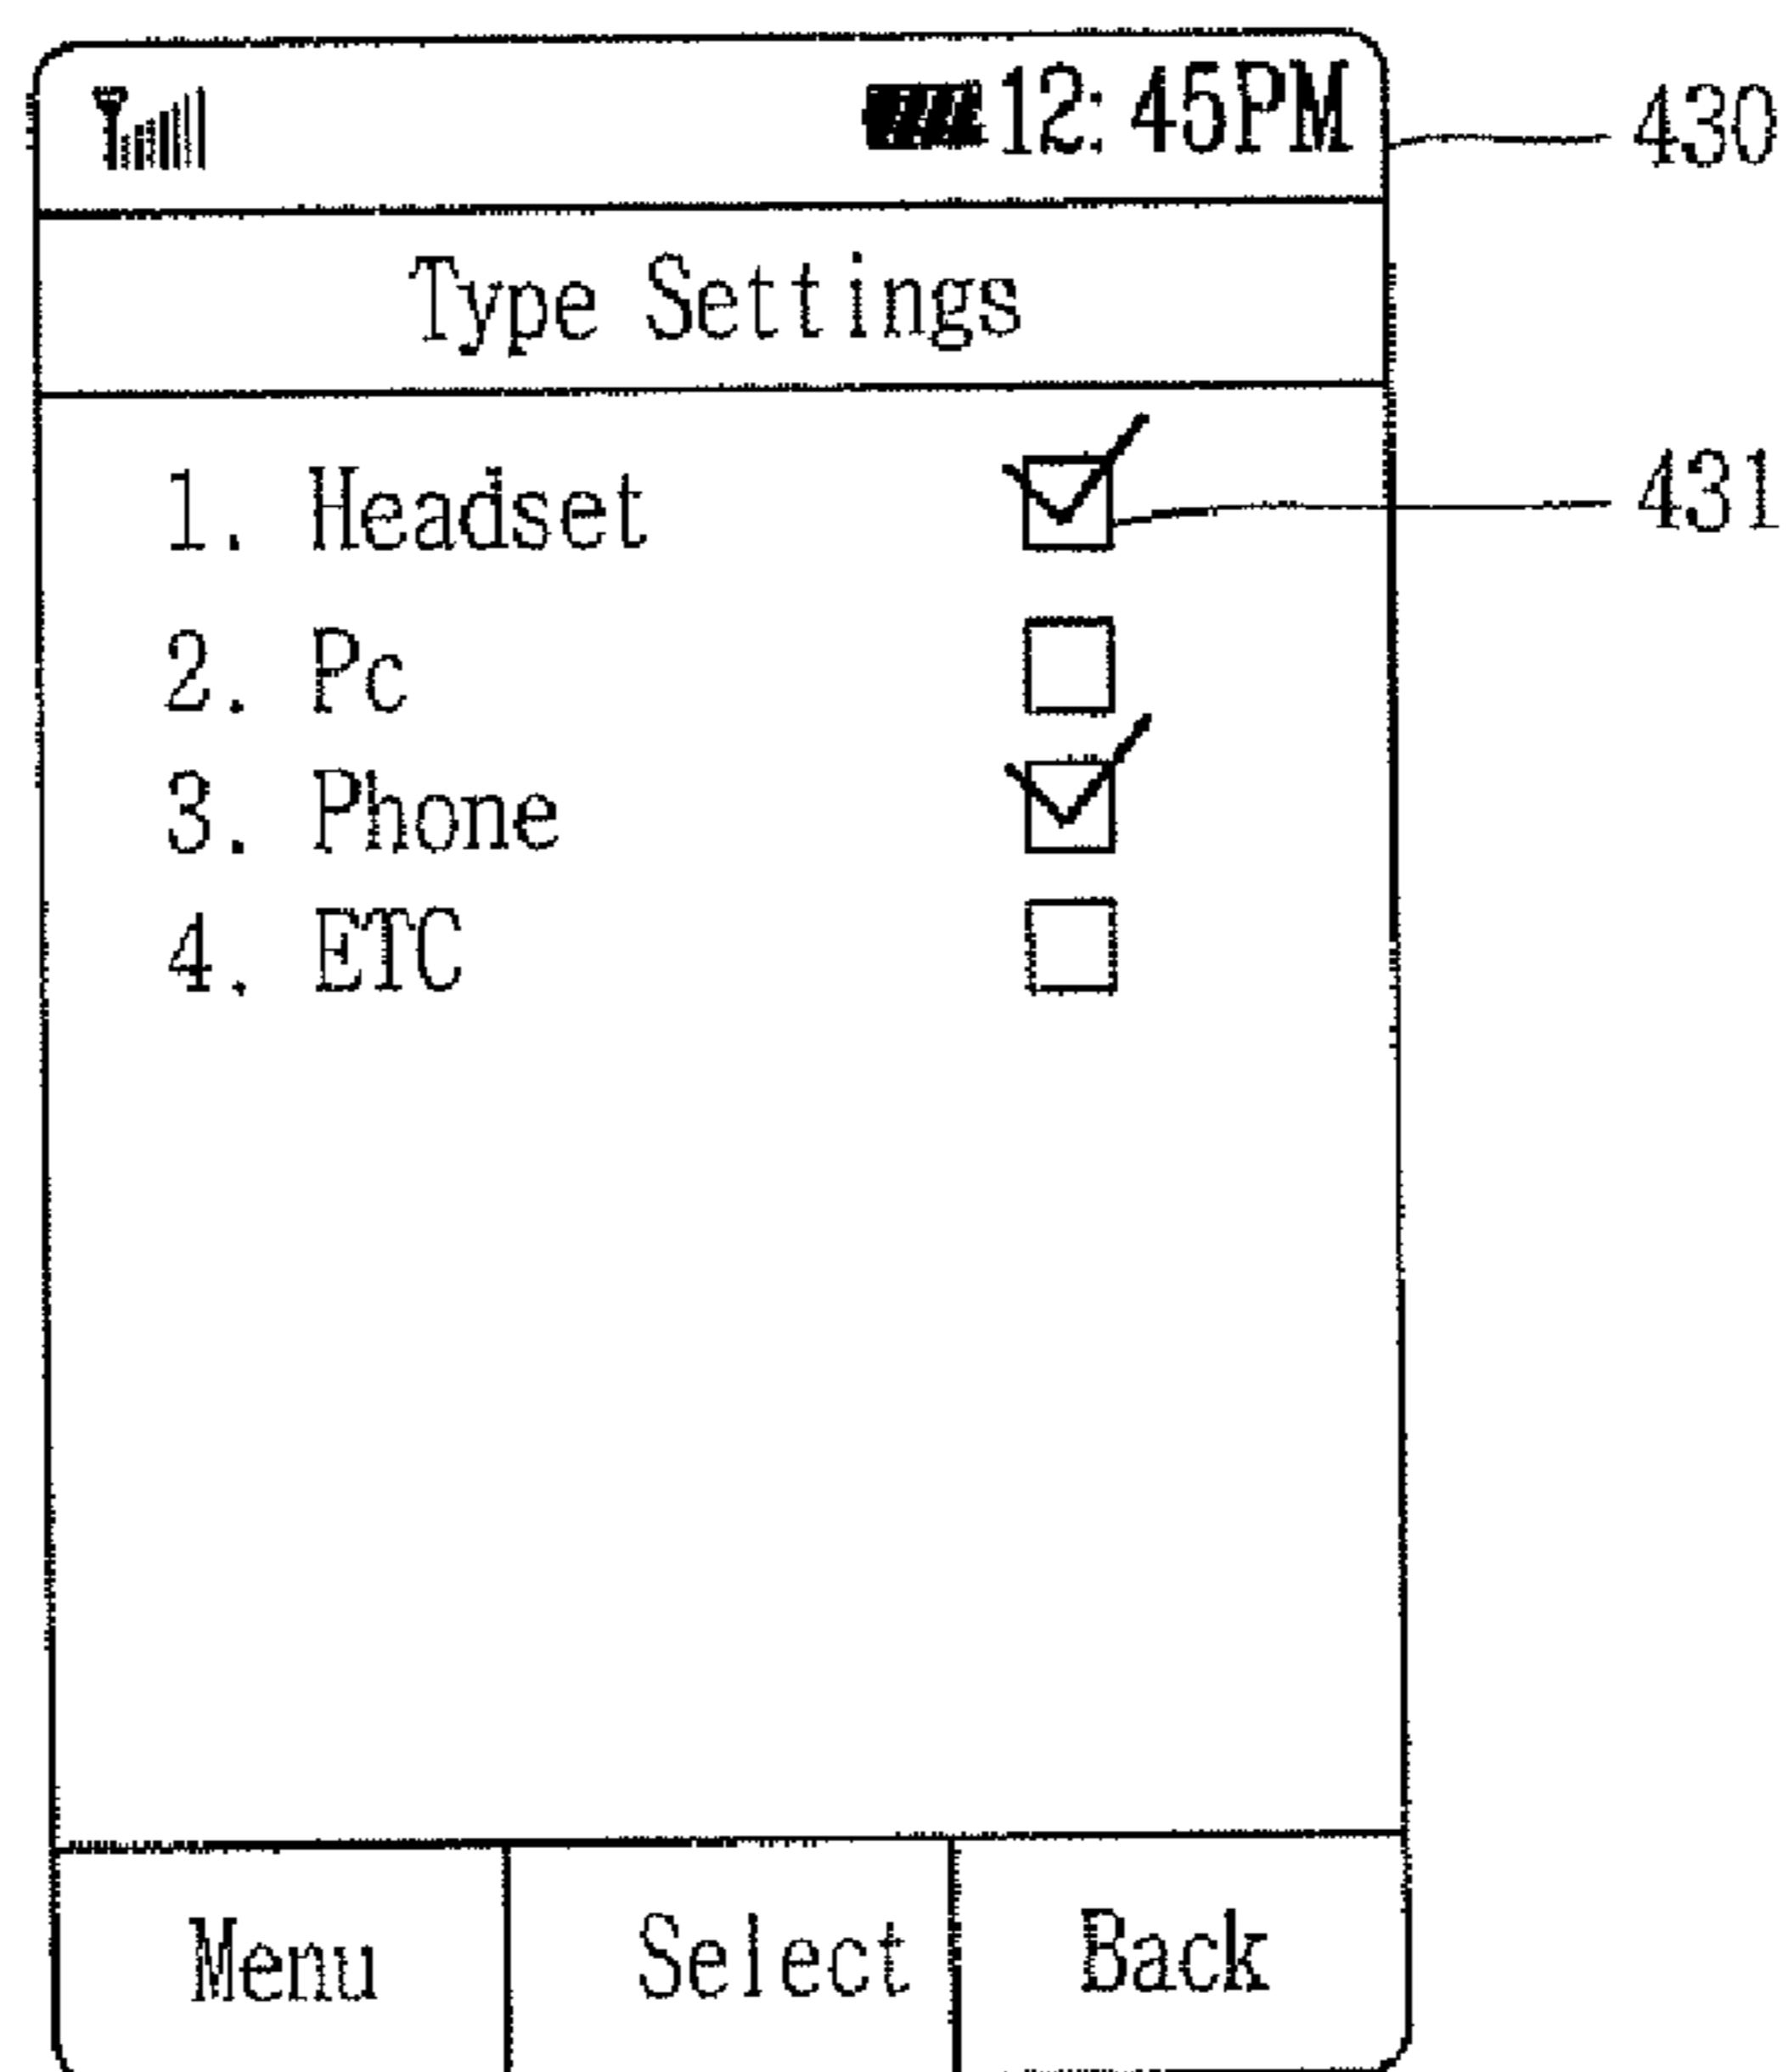 12:45PM
430
Type Settings
1. Headset
431
2. Pc
3. Phone
4. ETC
Menu Select Back